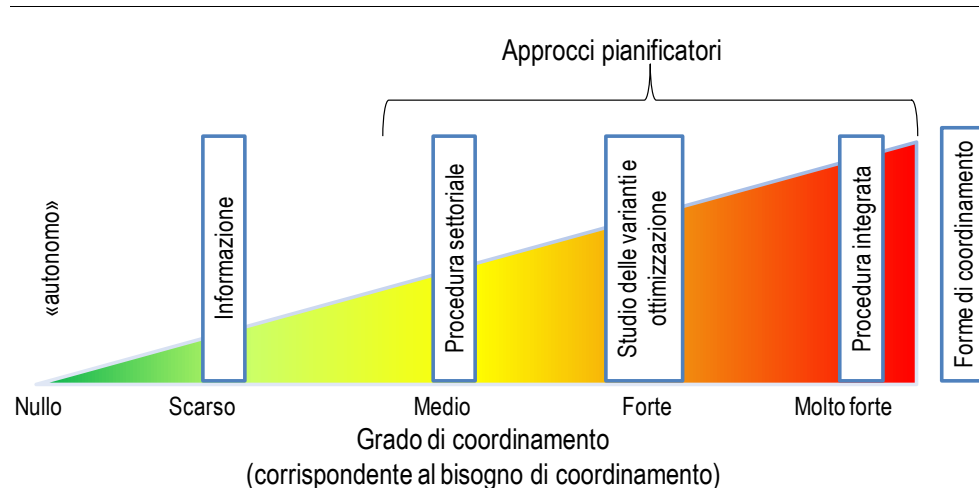 Approcci pianificatori
«autonomo»
Informazione
Procedura settoriale
Studio delle varianti e
ottimizzazione
Procedura integrata
Forme di coordinamento
Nullo
Scarso
Medio
Forte
Molto forte
Grado di coordinamento
(corrispondente al bisogno di coordinamento)